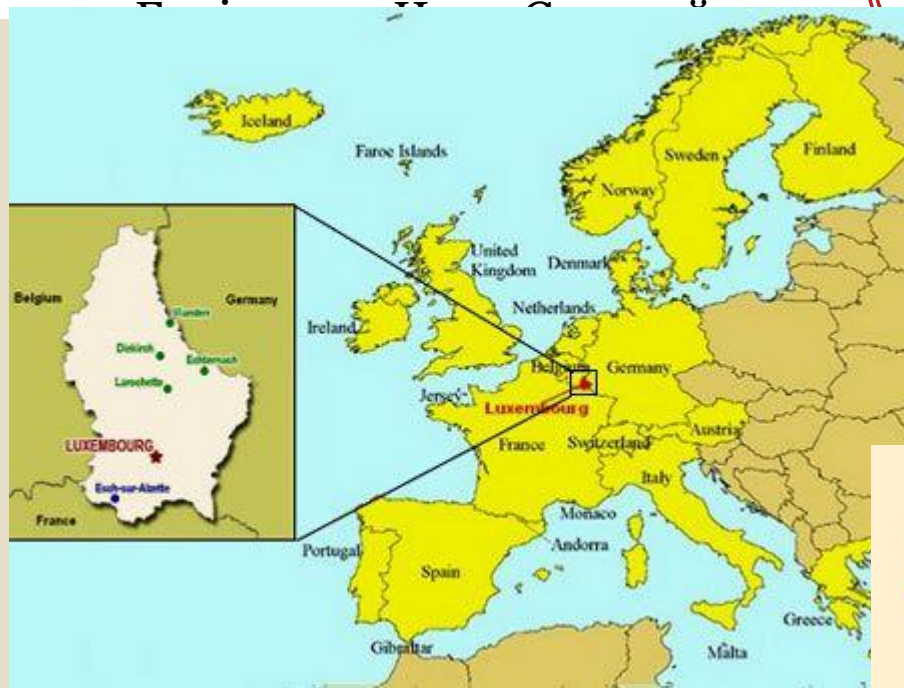 Iceland
Faroe Islands
Finland
Sweden
Norway
United
Kingdom
Denmark
Belgium
Germany
Netherlands
Ireland
Diekirch
Echternach
Larochette
Belgium
Germany
Jersey
Luxembourg
Austria
LUXEMBOURG
France
Switzerland
Italy
Esch-sur-Alzette
Monaco
France
Andorra
Portugal
Spain
Greece
Gibraltar
Malta